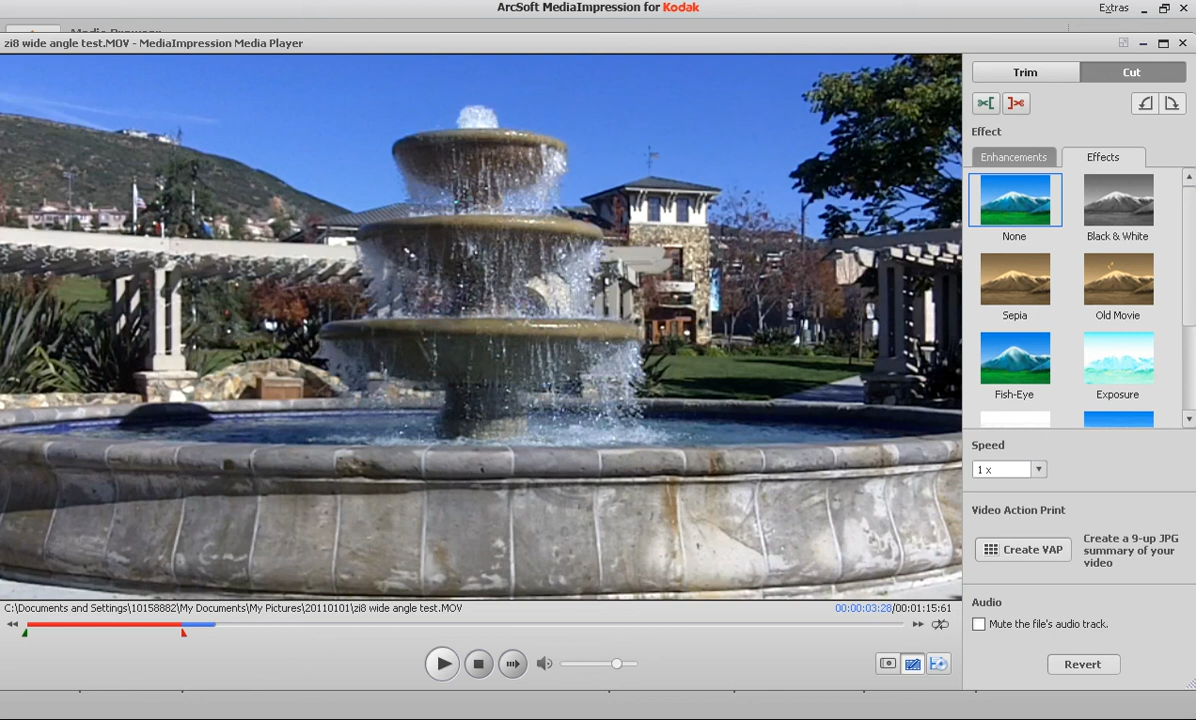 ArcSoft MediaImpression for Kodak
Extras
zi8 wide angle test.MOV - MediaImpression Media Player
Trim
Cut
Effect
Enhancements
Effects
None
Black & White
Sepia
Old Movie
Fish-Eye
Exposure
Speed
1 x
Video Action Print
Create VAP
Create a 9-up JPG
summary of your
video
C:\Documents and Settings\10158882\My Documents\My Pictures\20110101\zi8 wide angle test.MOV
00:00:03:28/00:01:15:61
Audio
Mute the file's audio track.
Revert